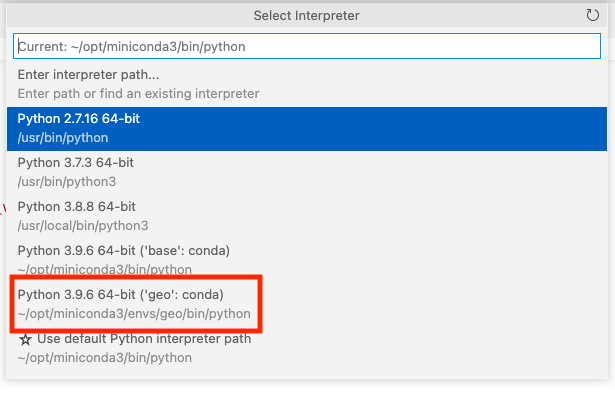 Select Interpreter
Current: ~/opt/miniconda3/bin/python
Enter interpreter path...
Enter path or find an existing interpreter
Python 2.7.16 64-bit
/usr/bin/python
Python 3.7.3 64-bit
/usr/bin/python3
Python 3.8.8 64-bit
/usr/local/bin/python3
Python 3.9.6 64-bit ('base': conda)
~/opt/miniconda3/bin/python
Python 3.9.6 64-bit ('geo': conda)
~/opt/miniconda3/envs/geo/bin/python
☆ Use default Python interpreter path
~/opt/miniconda3/bin/python